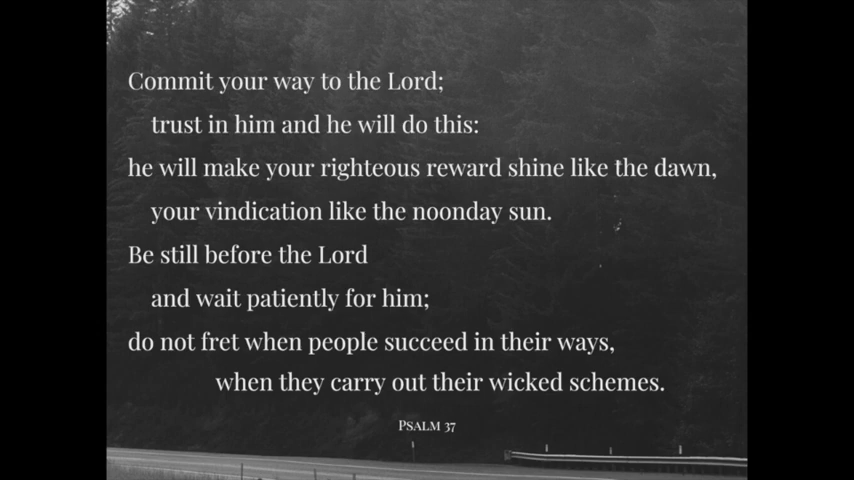 Commit your way to the Lord;
trust in him and he will do this:
he will make your righteous reward shine like the dawn,
your vindication like the noonday sun.
Be still before the Lord
and wait patiently for him;
do not fret when people succeed in their ways,
when they carry out their wicked schemes.
Psalm 37